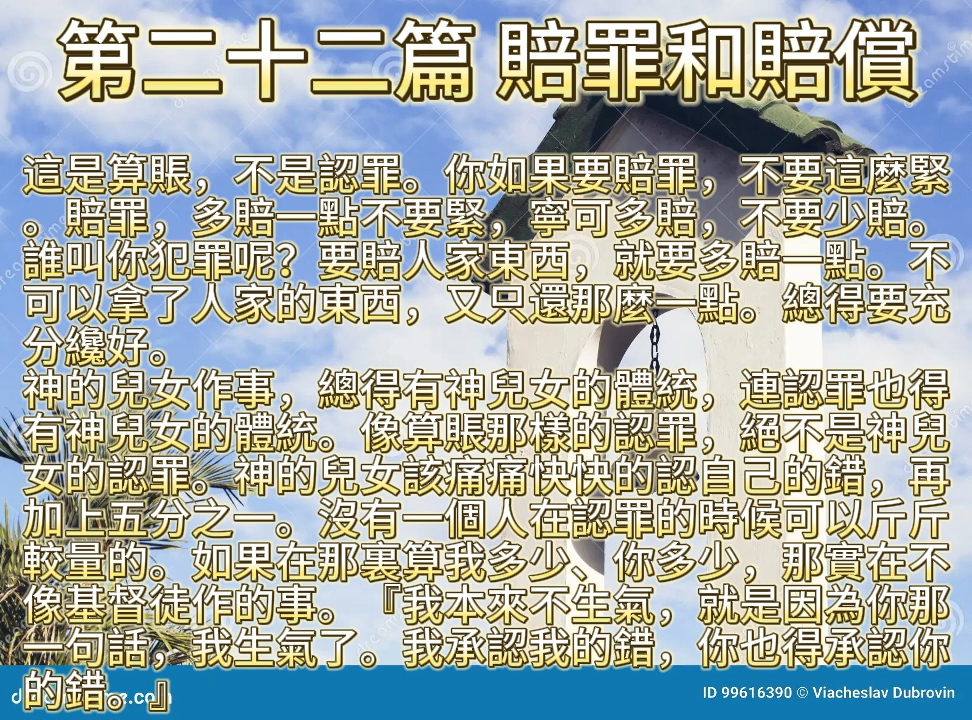 第二十二篇 賠罪和賠償
這是算賬，不是認罪。你如果要賠罪，不要這麼緊
。賠罪，多賠一點不要緊，寧可多賠，不要少賠。
誰叫你犯罪呢？要賠人家東西，就要多賠一點。不
可以拿了人家的東西，又只還那麼一點。總得要充
分纔好。
神的兒女作事，總得有神兒女的體統，連認罪也得
有神兒女的體統。像算賬那樣的認罪，絕不是神兒
女的認罪。神的兒女該痛痛快快的認自己的錯，再
加上五分之一。沒有一個人在認罪的時候可以斤斤
較量的。如果在那裏算我多少、你多少，那實在不
像基督徒作的事。『我本來不生氣，就是因為你那
一句話，我生氣了。我承認我的錯，你也得承認你
的錯。』
ID 99616390 © Viacheslav Dubrovin